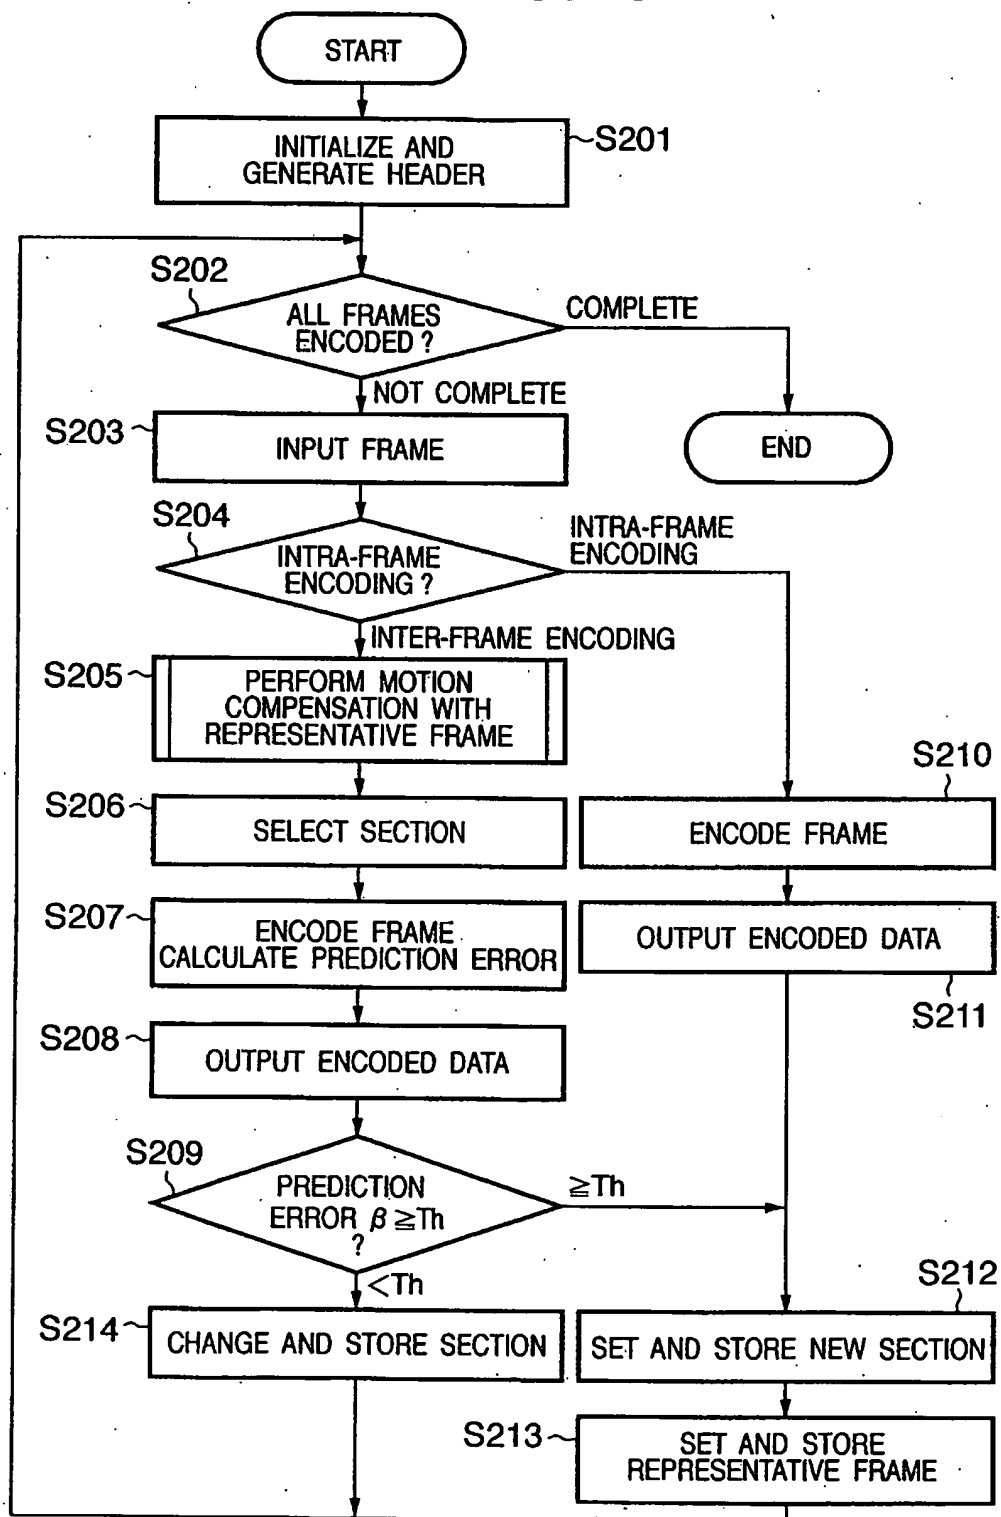 START
INITIALIZE AND
GENERATE HEADER
S201
S202
ALL FRAMES
ENCODED ?
COMPLETE
NOT COMPLETE
S203
INPUT FRAME
END
S204
INTRA-FRAME
ENCODING ?
INTRA-FRAME
ENCODING
INTER-FRAME ENCODING
S205
PERFORM MOTION
COMPENSATION WITH
REPRESENTATIVE FRAME
S206
SELECT SECTION
S210
ENCODE FRAME
S207
ENCODE FRAME
CALCULATE PREDICTION ERROR
OUTPUT ENCODED DATA
S211
S208
OUTPUT ENCODED DATA
S209
PREDICTION
ERROR β ≧Th
?
≧Th
<Th
S212
S214
CHANGE AND STORE SECTION
SET AND STORE NEW SECTION
S213
SET AND STORE
REPRESENTATIVE FRAME